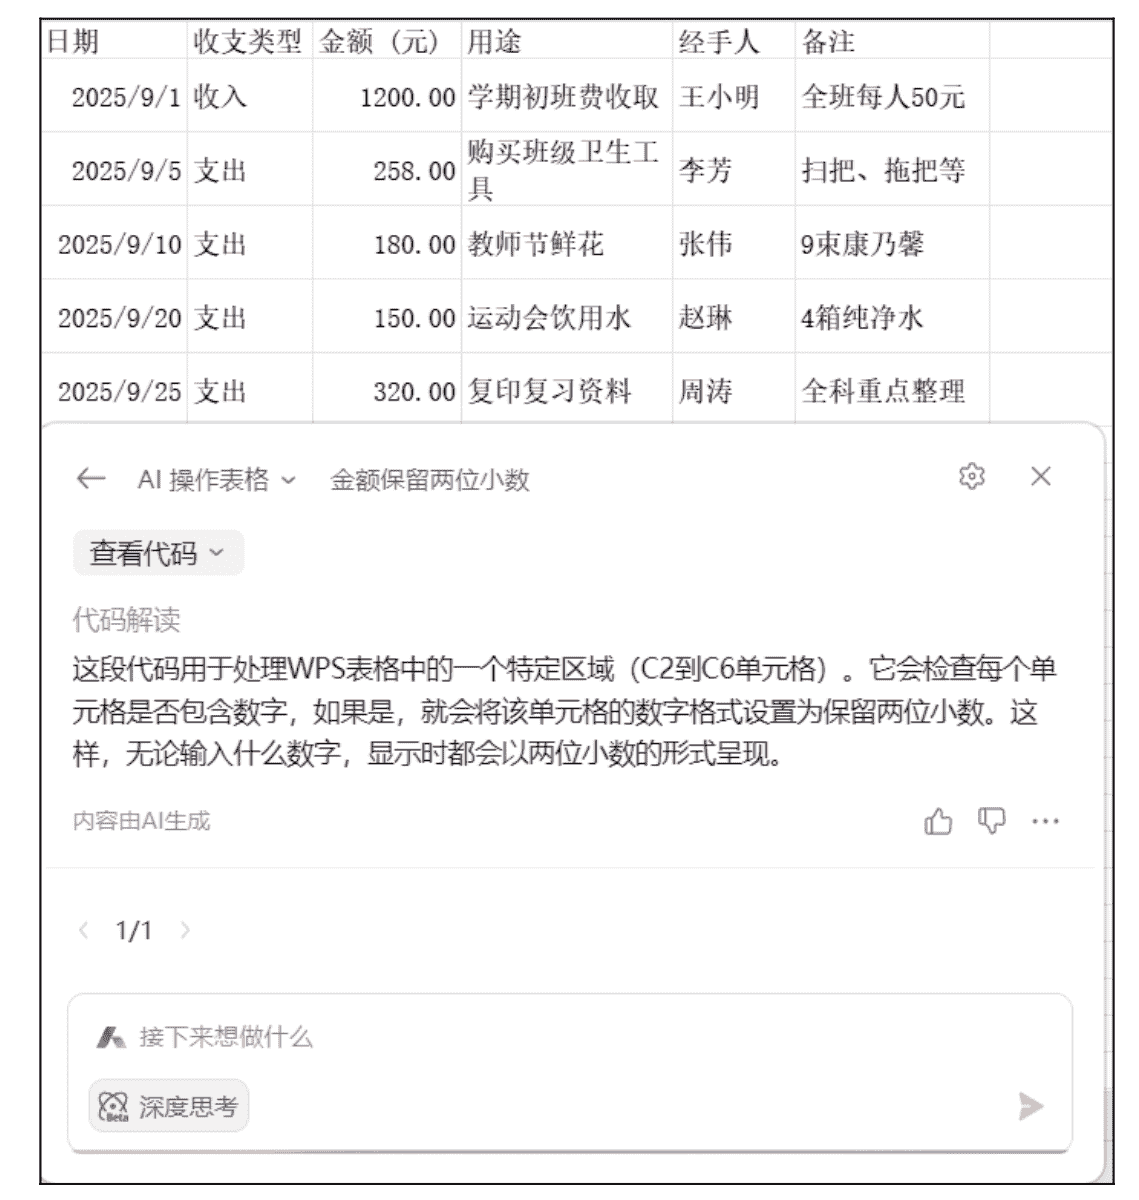 日期 收支类型 金额（元） 用途 经手人 备注
2025/9/1 收入 1200.00 学期初班费收取 王小明 全班每人50元
2025/9/5 支出 258.00 购买班级卫生工具 李芳 扫把、拖把等
2025/9/10 支出 180.00 教师节鲜花 张伟 9束康乃馨
2025/9/20 支出 150.00 运动会饮用水 赵琳 4箱纯净水
2025/9/25 支出 320.00 复印复习资料 周涛 全科重点整理
AI 操作表格 金额保留两位小数
查看代码
代码解读
这段代码用于处理WPS表格中的一个特定区域（C2到C6单元格）。它会检查每个单
元格是否包含数字，如果是，就会将该单元格的数字格式设置为保留两位小数。这
样，无论输入什么数字，显示时都会以两位小数的形式呈现。
内容由AI生成
1/1
接下来想做什么
Beta 深度思考